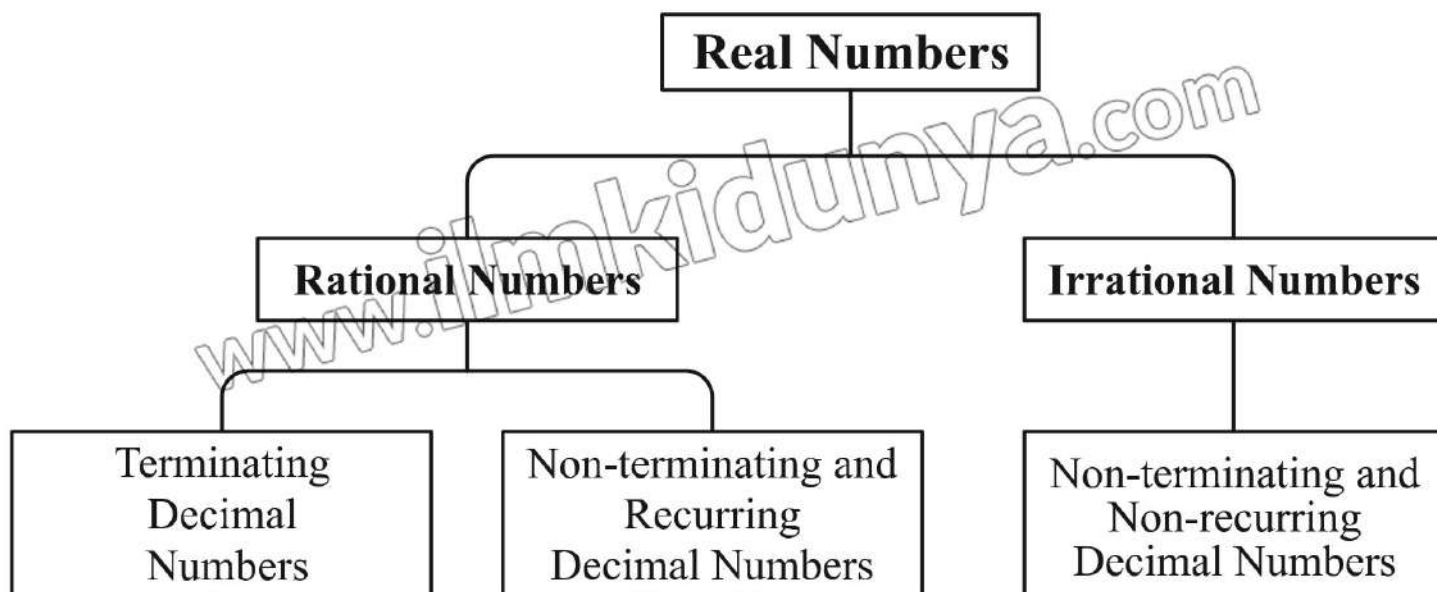 Real Numbers
www.ilmkidunya.com
Rational Numbers
Irrational Numbers
Terminating
Decimal
Numbers
Non-terminating and
Recurring
Decimal Numbers
Non-terminating and
Non-recurring
Decimal Numbers